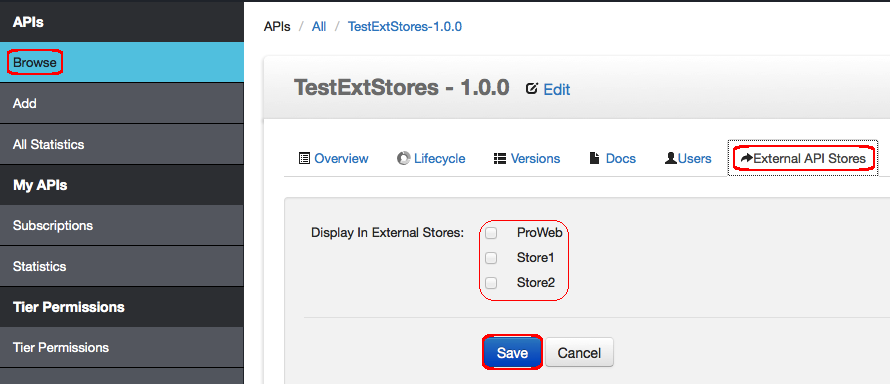 APIs
Browse
Add
All Statistics
My APIs
Subscriptions
Statistics
Tier Permissions
Tier Permissions
APIs / All / TestExtStores-1.0.0
TestExtStores - 1.0.0 Edit
Overview Lifecycle Versions Docs Users External API Stores
Display In External Stores: ProWeb
Store1
Store2
Save Cancel